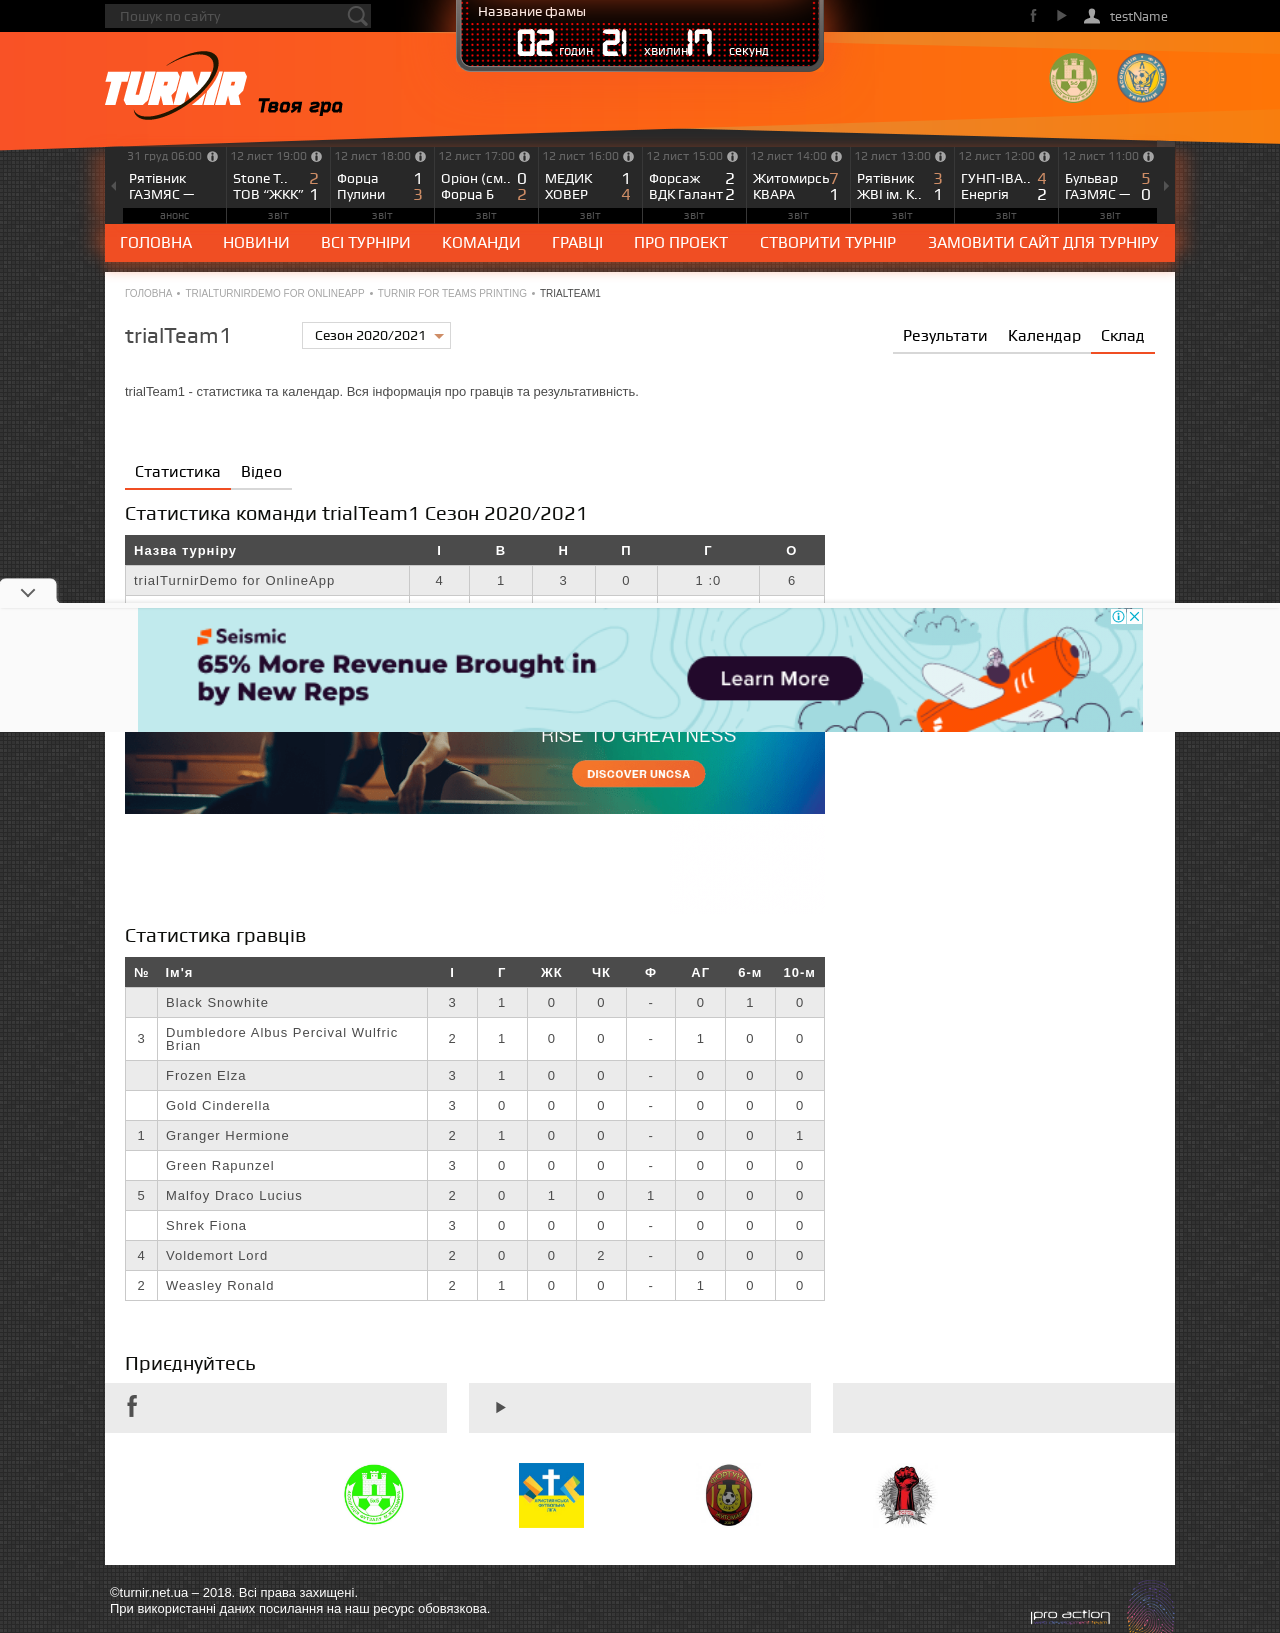 Пошук по сайту
Название фамы
02 годин 21 хвилин 17 секунд
testName
TURNIR Твоя гра
31 груд 06:00
Рятівник
ГАЗМЯС —
анонс
12 лист 19:00
Stone T.. 2
ТОВ “ЖКК” 1
звіт
12 лист 18:00
Форца 1
Пулини 3
звіт
12 лист 17:00
Оріон (см.. 0
Форца Б 2
звіт
12 лист 16:00
МЕДИК 1
ХОВЕР 4
звіт
12 лист 15:00
Форсаж 2
ВДК Галант 2
звіт
12 лист 14:00
Житомирсь 7
КВАРА 1
звіт
12 лист 13:00
Рятівник 3
ЖВІ ім. К.. 1
звіт
12 лист 12:00
ГУНП-ІВА.. 4
Енергія 2
звіт
12 лист 11:00
Бульвар 5
ГАЗМЯС — 0
звіт
ГОЛОВНА НОВИНИ ВСІ ТУРНІРИ КОМАНДИ ГРАВЦІ ПРО ПРОЕКТ СТВОРИТИ ТУРНІР ЗАМОВИТИ САЙТ ДЛЯ ТУРНІРУ
ГОЛОВНА • TRIALTURNIRDEMO FOR ONLINEAPP • TURNIR FOR TEAMS PRINTING • TRIALTEAM1
trialTeam1
Сезон 2020/2021
Результати Календар Склад
trialTeam1 - статистика та календар. Вся інформація про гравців та результативність.
Статистика Відео
Статистика команди trialTeam1 Сезон 2020/2021
Назва турніру І В Н П Г О
trialTurnirDemo for OnlineApp 4 1 3 0 1 :0 6
Seismic
65% More Revenue Brought in
by New Reps
Learn More
RISE TO GREATNESS
DISCOVER UNCSA
Статистика гравців
№ Ім'я І Г ЖК ЧК Ф АГ 6-м 10-м
Black Snowhite 3 1 0 0 - 0 1 0
3 Dumbledore Albus Percival Wulfric
Brian 2 1 0 0 - 1 0 0
Frozen Elza 3 1 0 0 - 0 0 0
Gold Cinderella 3 0 0 0 - 0 0 0
1 Granger Hermione 2 1 0 0 - 0 0 1
Green Rapunzel 3 0 0 0 - 0 0 0
5 Malfoy Draco Lucius 2 0 1 0 1 0 0 0
Shrek Fiona 3 0 0 0 - 0 0 0
4 Voldemort Lord 2 0 0 2 - 0 0 0
2 Weasley Ronald 2 1 0 0 - 1 0 0
Приєднуйтесь
©turnir.net.ua – 2018. Всі права захищені.
При використанні даних посилання на наш ресурс обовязкова.
pro action